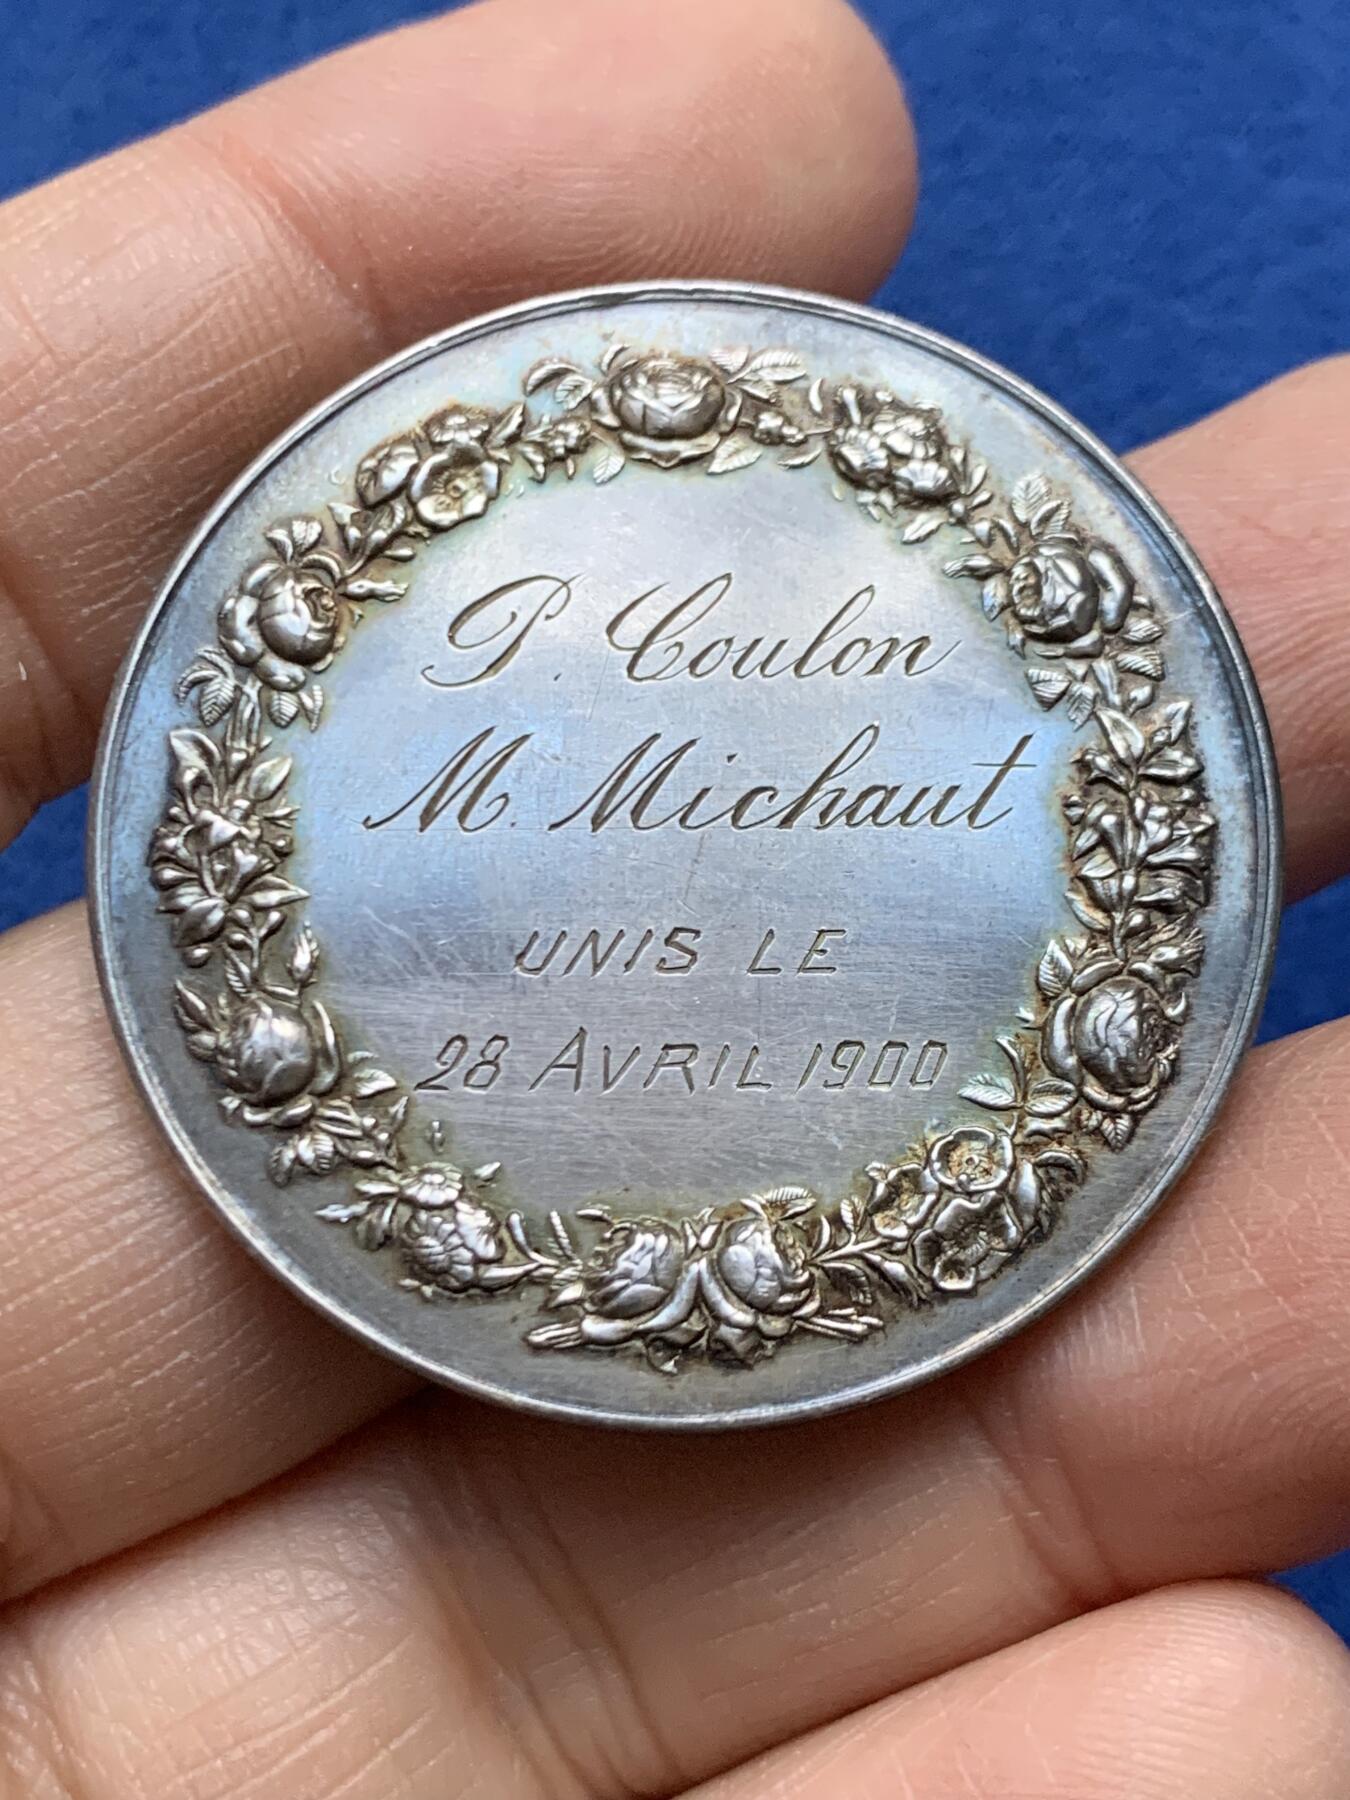 P. Coulon
M. Michaut
UNIS LE
28 AVRIL 1900